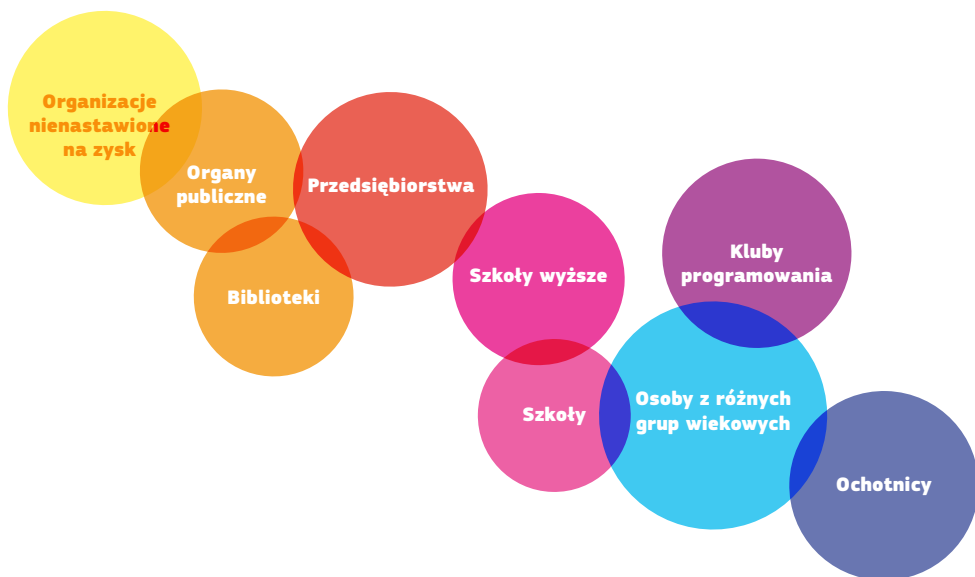 Organizacje
nienastawione
na zysk
Organy
publiczne
Przedsiębiorstwa
Biblioteki
Szkoły wyższe
Kluby
programowania
Szkoły
Osoby z różnych
grup wiekowych
Ochotnicy